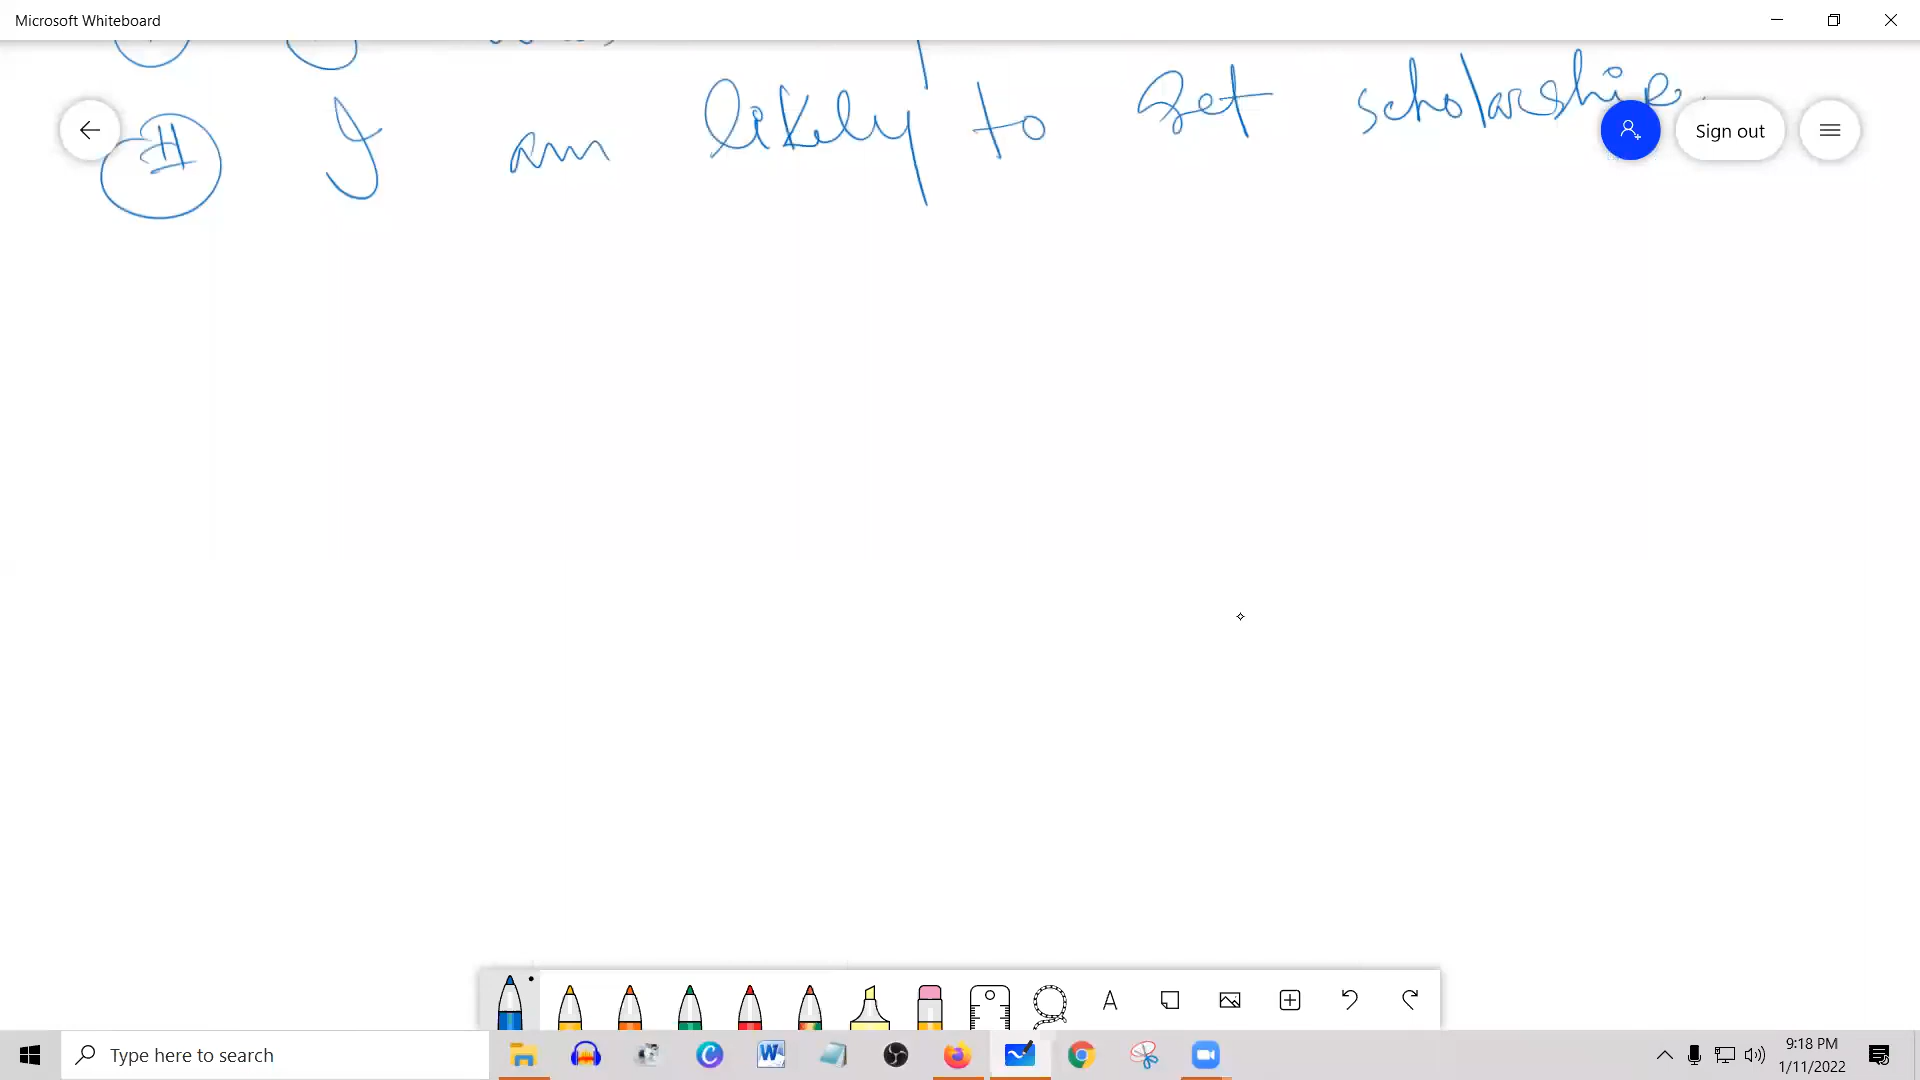 Microsoft Whiteboard
II I am likely to get scholarship.
Sign out
Type here to search
9:18 PM
1/11/2022